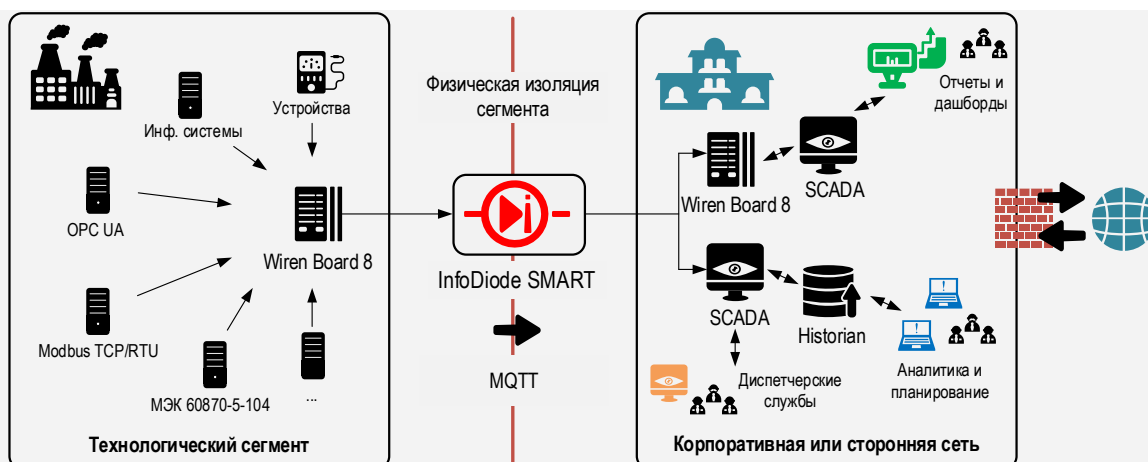 Устройства
Инф. системы
OPC UA
Wiren Board 8
Modbus TCP/RTU
МЭК 60870-5-104
...
Технологический сегмент
Физическая изоляция
сегмента
InfoDiode SMART
MQTT
Отчеты и
дашборды
Wiren Board 8
SCADA
SCADA
Historian
Диспетчерские
службы
Аналитика и
планирование
Корпоративная или сторонняя сеть